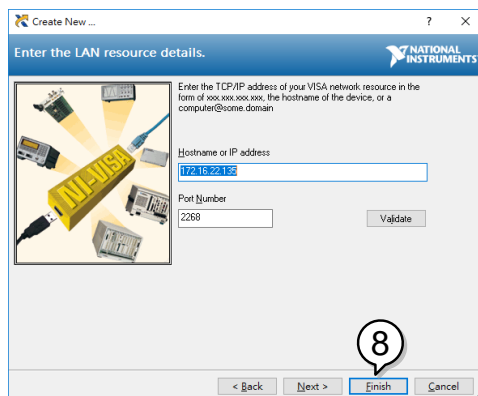 Create New ...
? ×
Enter the LAN resource details.
NATIONAL
INSTRUMENTS
Enter the TCP/IP address of your VISA network resource in the
form of xxx.xxx.xxx.xxx, the hostname of the device, or a
computer@some.domain
Hostname or IP address
172.16.22.135
Port Number
2268
Validate
NI-VISA
8
< Back Next > Finish Cancel